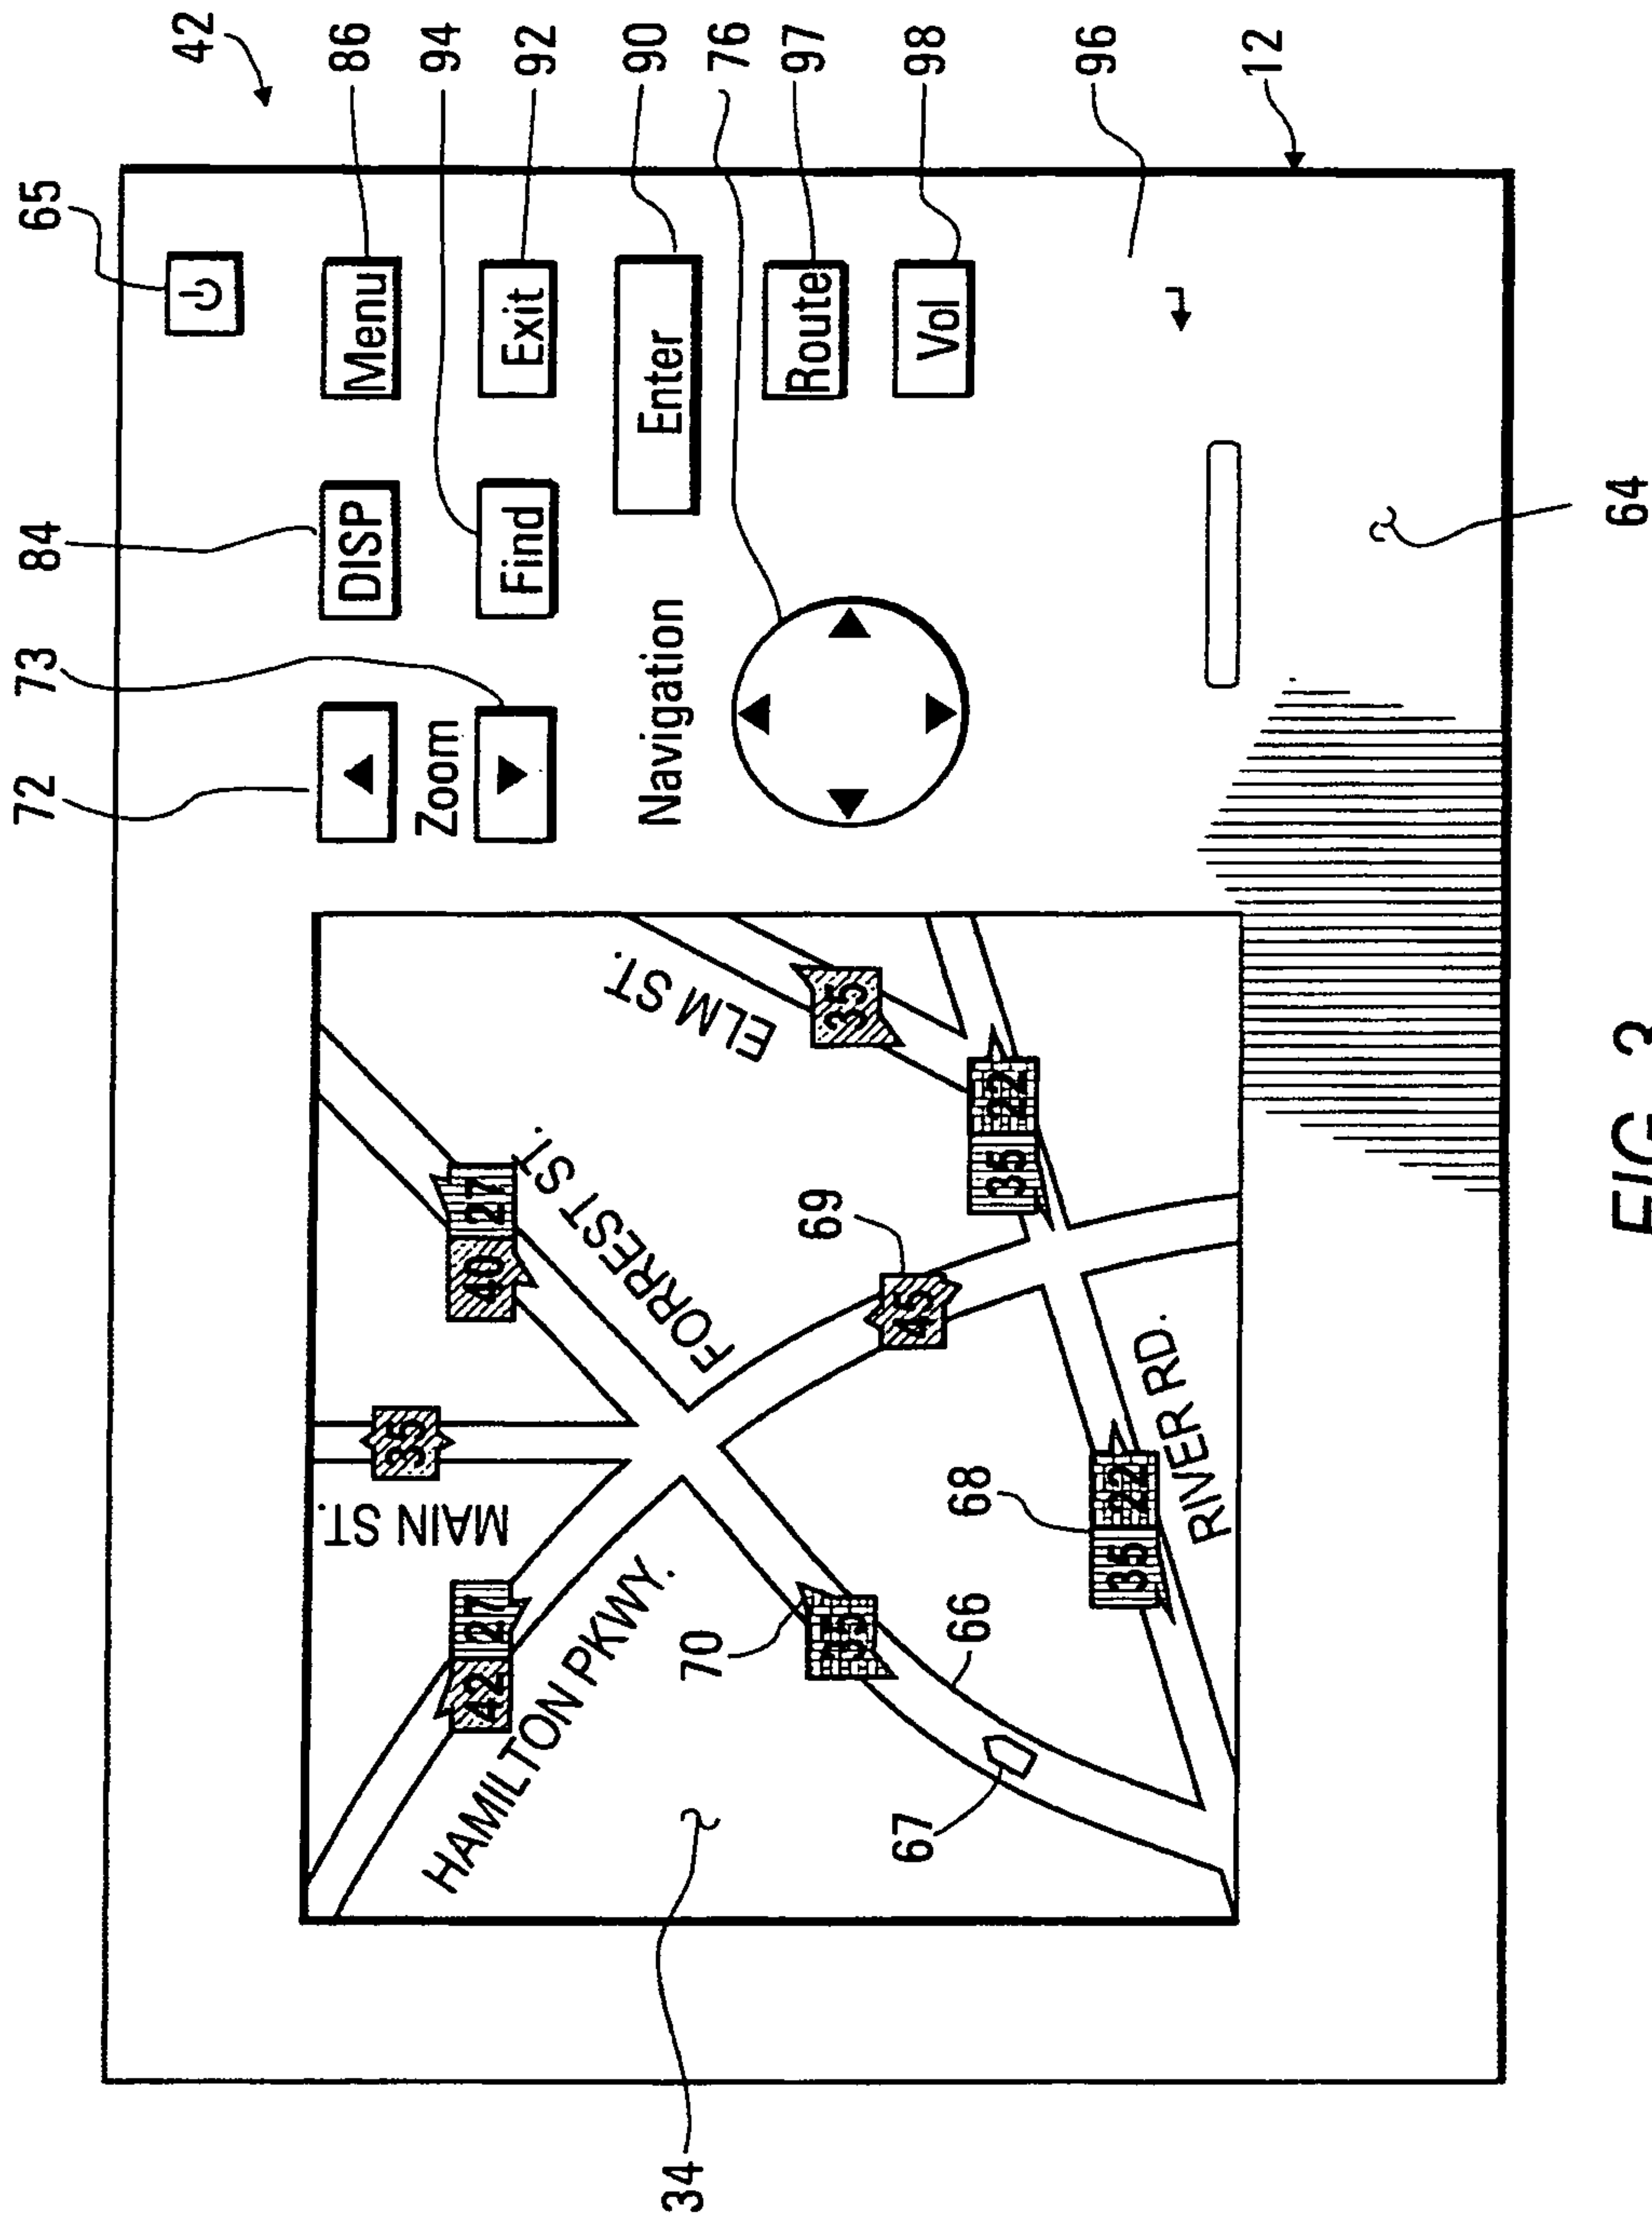 72
73
84
65
42
DISP
Menu
86
Zoom
94
Find
Exit
92
Navigation
Enter
90
76
Route
97
Vol
98
96
12
64
34
MAIN ST.
35
HAMILTON PKWY.
42 27
40 27
FORREST ST.
ELM ST.
35
70
69
45
67
66
68
35 22
35 22
RIVER RD.
FIG. 3